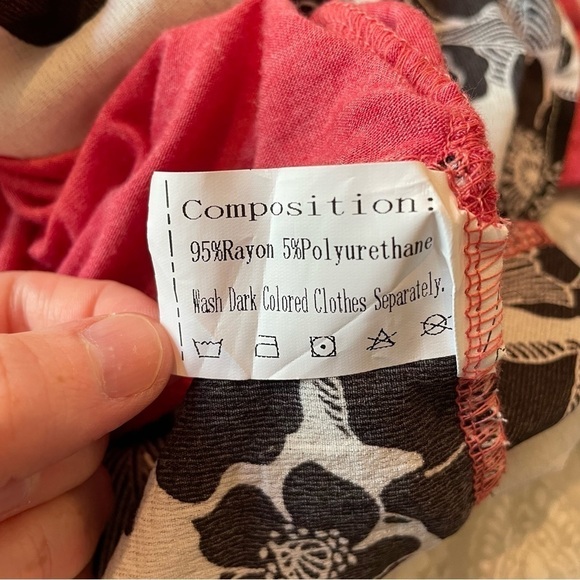 Composition:
95%Rayon 5%Polyurethane
Wash Dark Colored Clothes Separately.